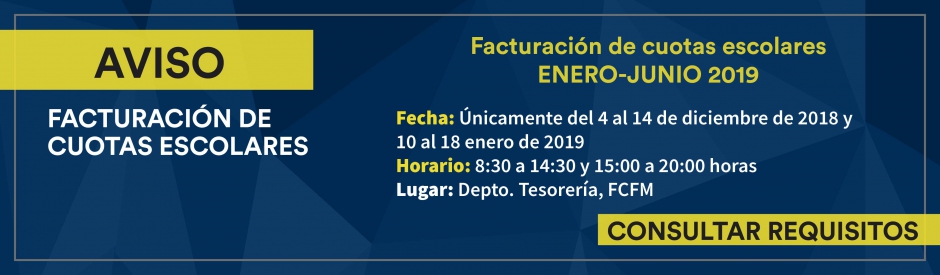 AVISO
FACTURACIÓN DE
CUOTAS ESCOLARES
Facturación de cuotas escolares
ENERO-JUNIO 2019
Fecha: Únicamente del 4 al 14 de diciembre de 2018 y
10 al 18 enero de 2019
Horario: 8:30 a 14:30 y 15:00 a 20:00 horas
Lugar: Depto. Tesorería, FCFM
CONSULTAR REQUISITOS